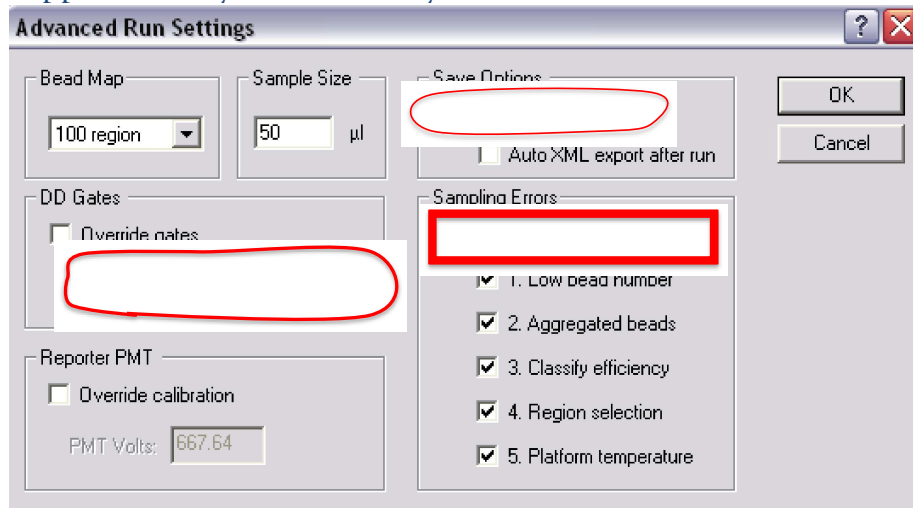 Advanced Run Settings
Bead Map
100 region
Sample Size
50 µl
Save Options
Auto XML export after run
OK
Cancel
DD Gates
Override gates
Sampling Errors
1. Low bead number
2. Aggregated beads
3. Classify efficiency
4. Region selection
5. Platform temperature
Reporter PMT
Override calibration
PMT Volts: 667.64